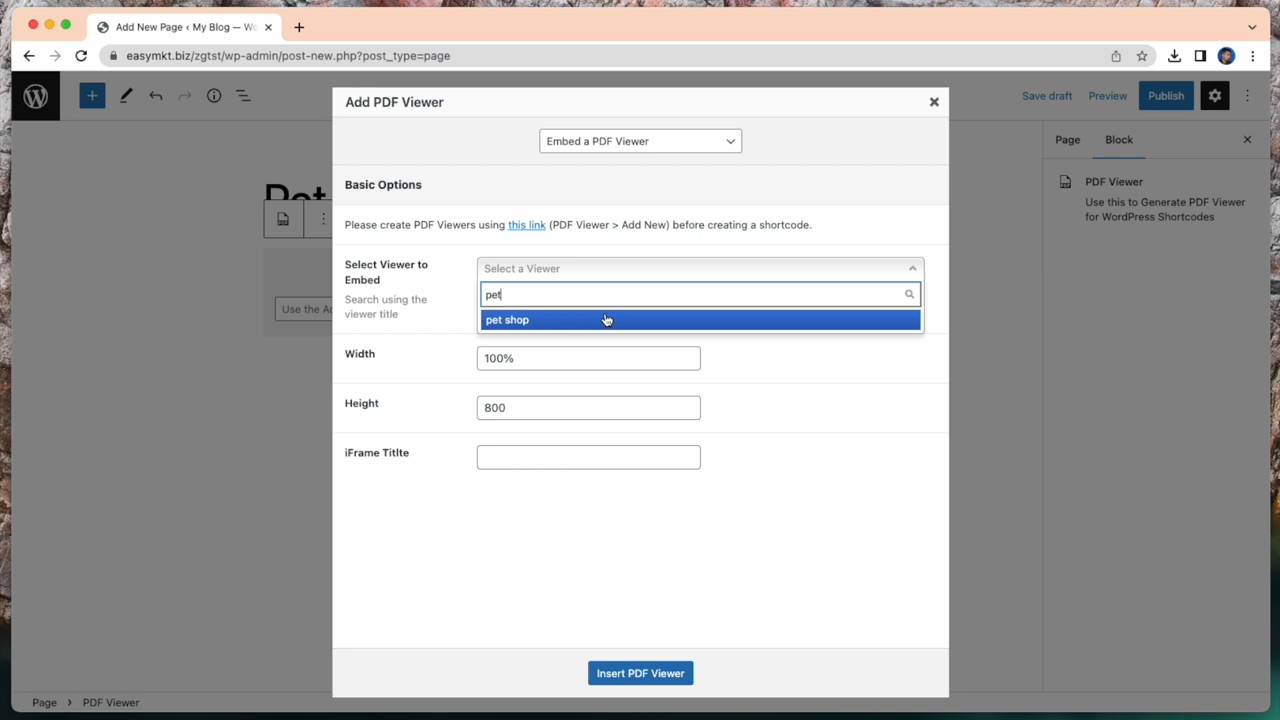 Add New Page ‹ My Blog — Wo
easymkt.biz/zgtst/wp-admin/post-new.php?post_type=page
Save draft
Preview
Publish
Add PDF Viewer
Embed a PDF Viewer
Page
Block
Basic Options
PDF Viewer
Use this to Generate PDF Viewer
for WordPress Shortcodes
Please create PDF Viewers using this link (PDF Viewer > Add New) before creating a shortcode.
Select Viewer to
Embed
Search using the
viewer title
Select a Viewer
pet
pet shop
Use the Ad
Width
100%
Height
800
iFrame Titlte
Insert PDF Viewer
Page
PDF Viewer